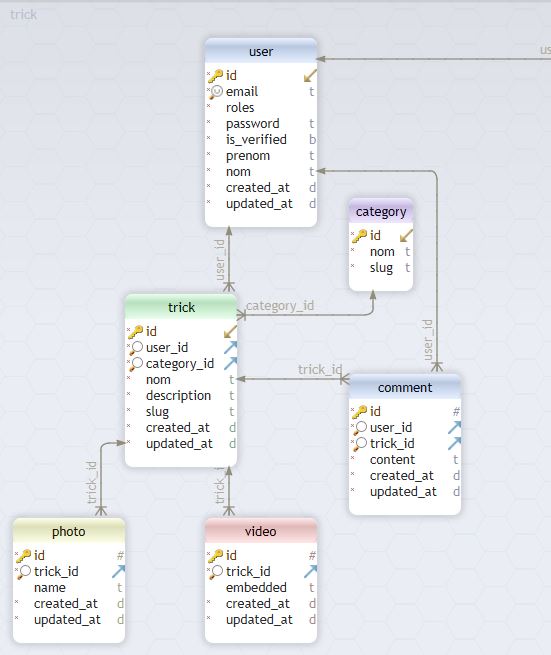 trick
user
us
id
email t
roles
password t
is_verified b
prenom t
nom t
created_at d
updated_at d
user_id
category
id
nom t
slug t
trick
id
user_id
category_id
nom t
description t
slug t
created_at d
updated_at d
category_id
user_id
trick_id
comment
id #
user_id
trick_id
content t
created_at d
updated_at d
trick_id
trick_i
photo
id #
trick_id
name t
created_at d
updated_at d
video
id #
trick_id
embedded t
created_at d
updated_at d